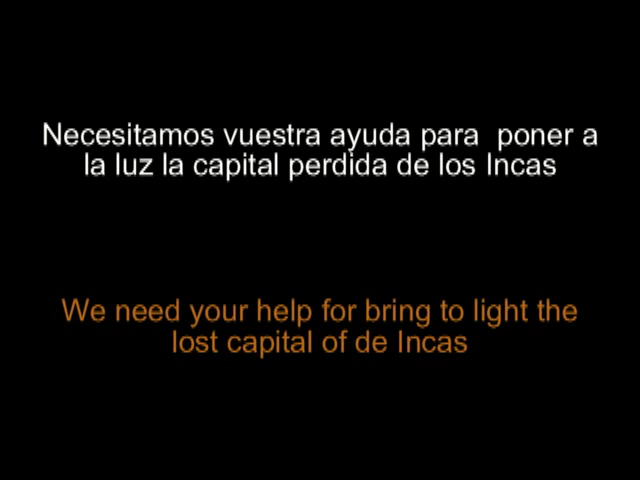 Necesitamos vuestra ayuda para  poner a
la luz la capital perdida de los Incas
We need your help for bring to light the
lost capital of de Incas